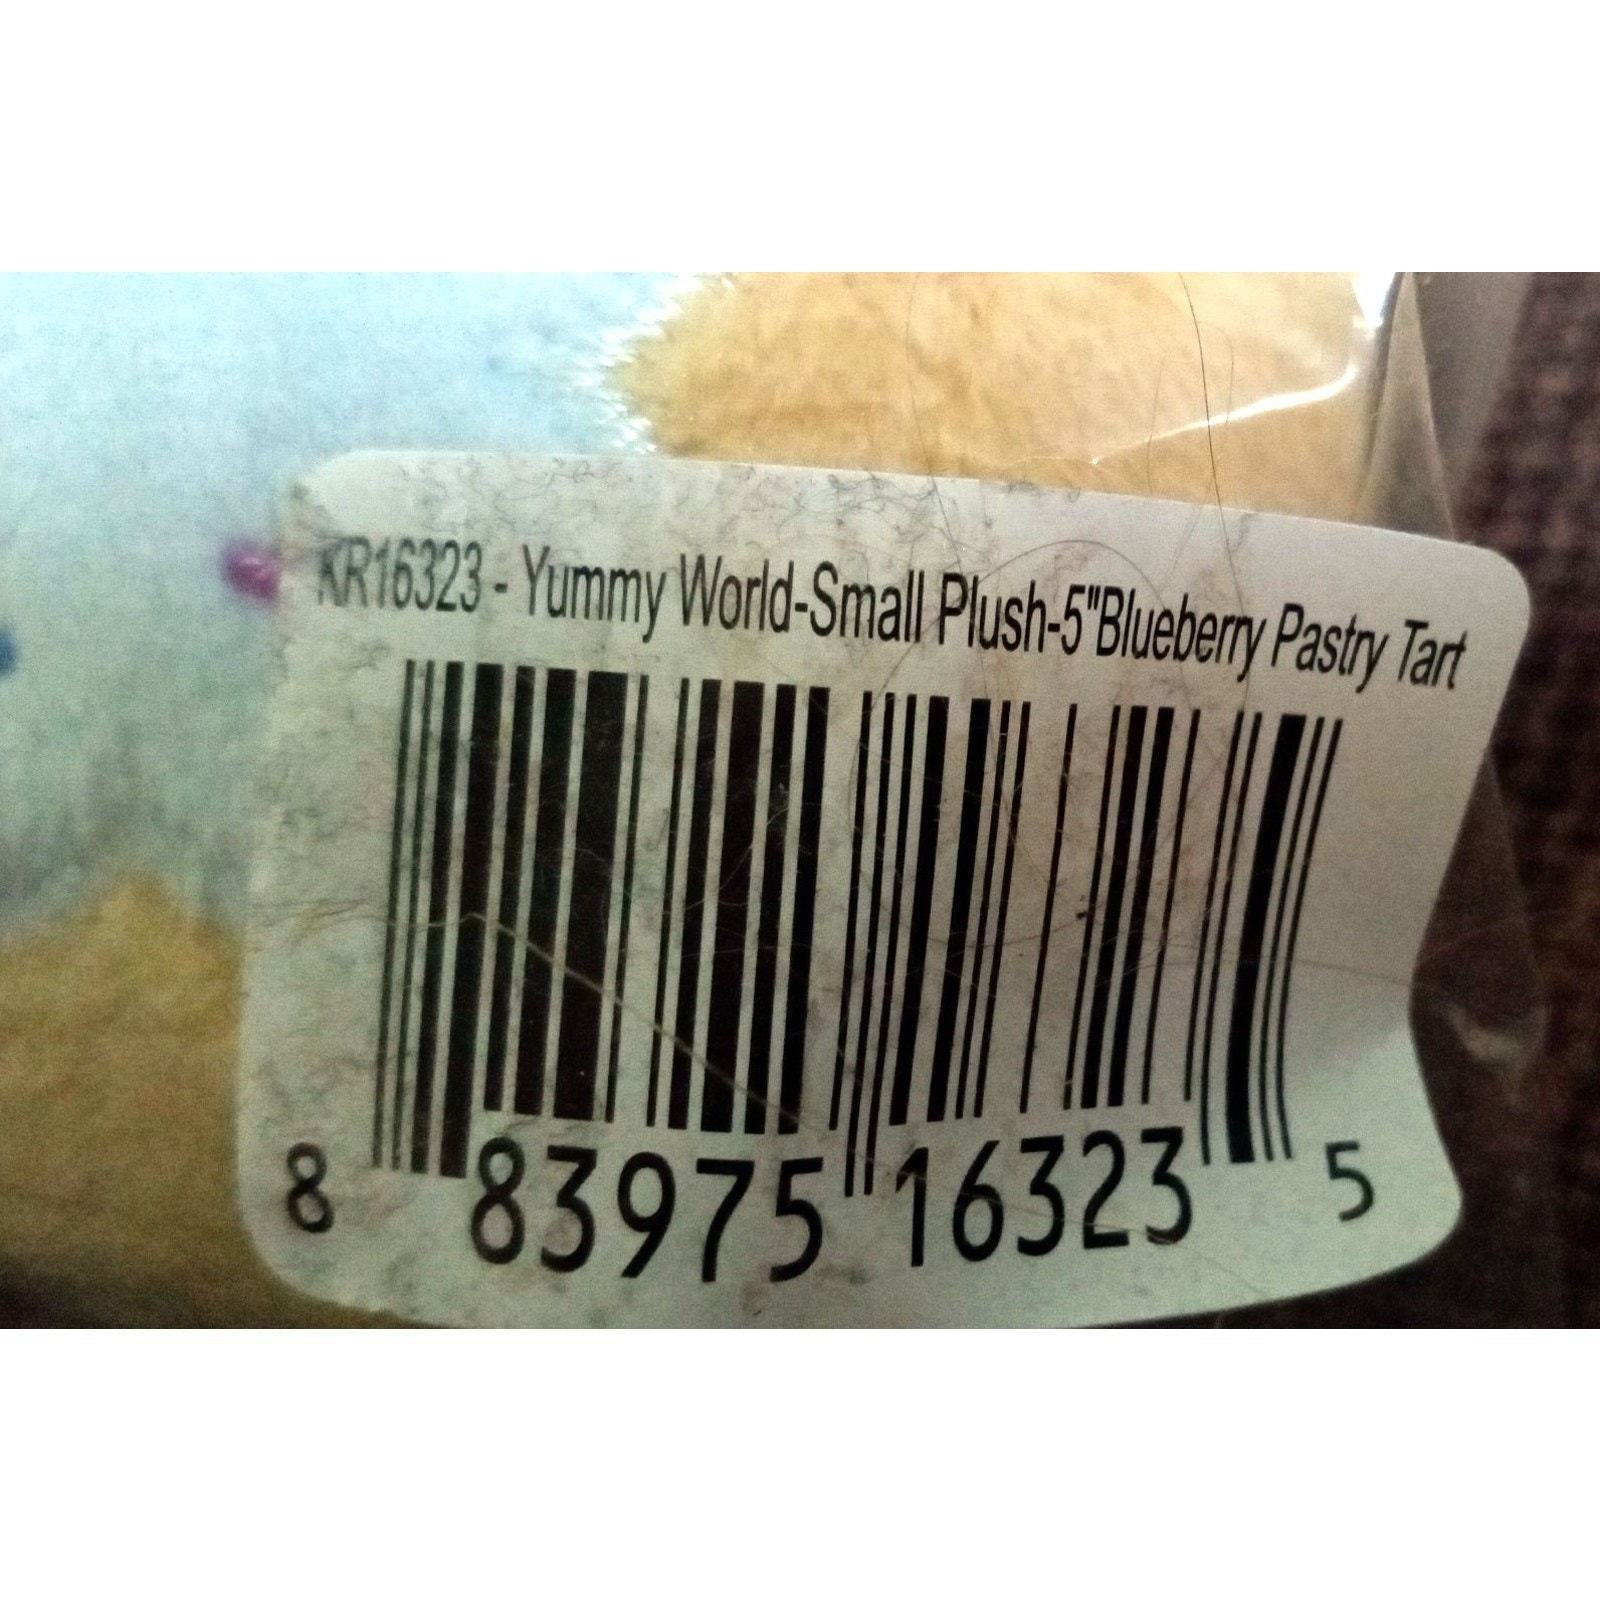 KR16323 - Yummy World-Small Plush-5"Blueberry Pastry Tart
8 83975 16323 5